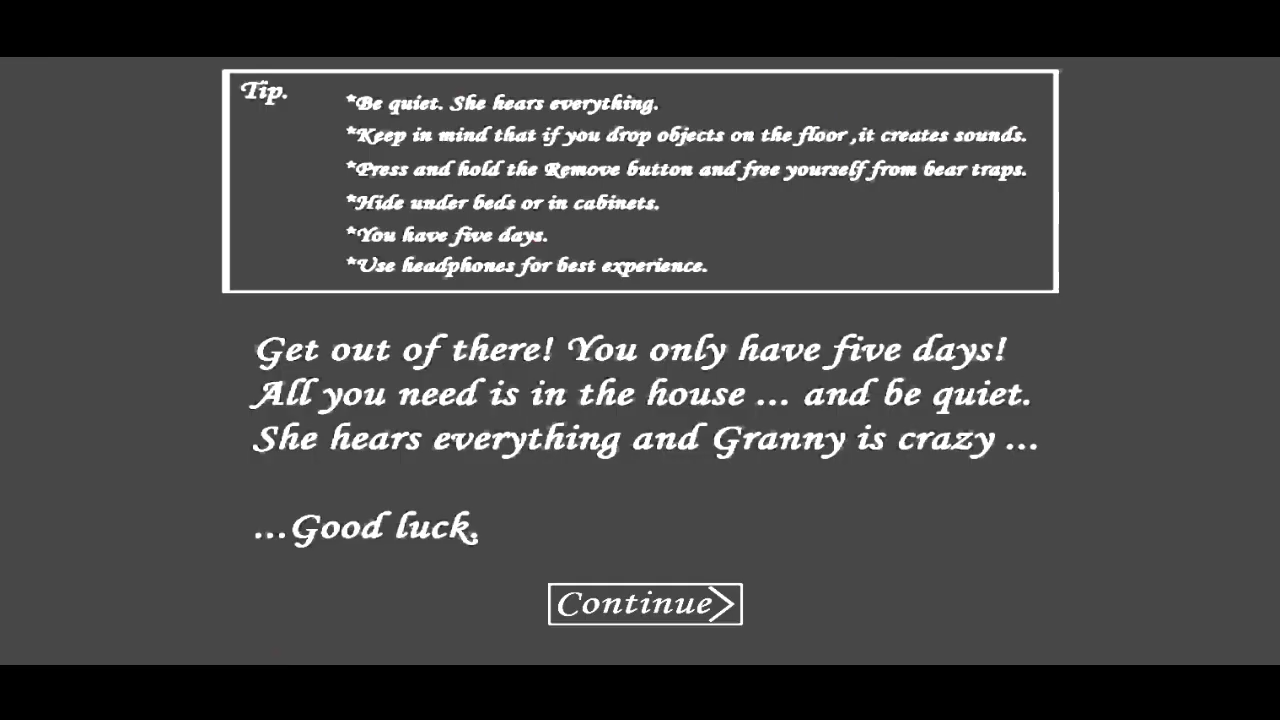 Tip.
*Be quiet. She hears everything.
*Keep in mind that if you drop objects on the floor ,it creates sounds.
*Press and hold the Remove button and free yourself from bear traps.
*Hide under beds or in cabinets.
*You have five days.
*Use headphones for best experience.
Get out of there! You only have five days!
All you need is in the house ... and be quiet.
She hears everything and Granny is crazy ...
...Good luck.
Continue>